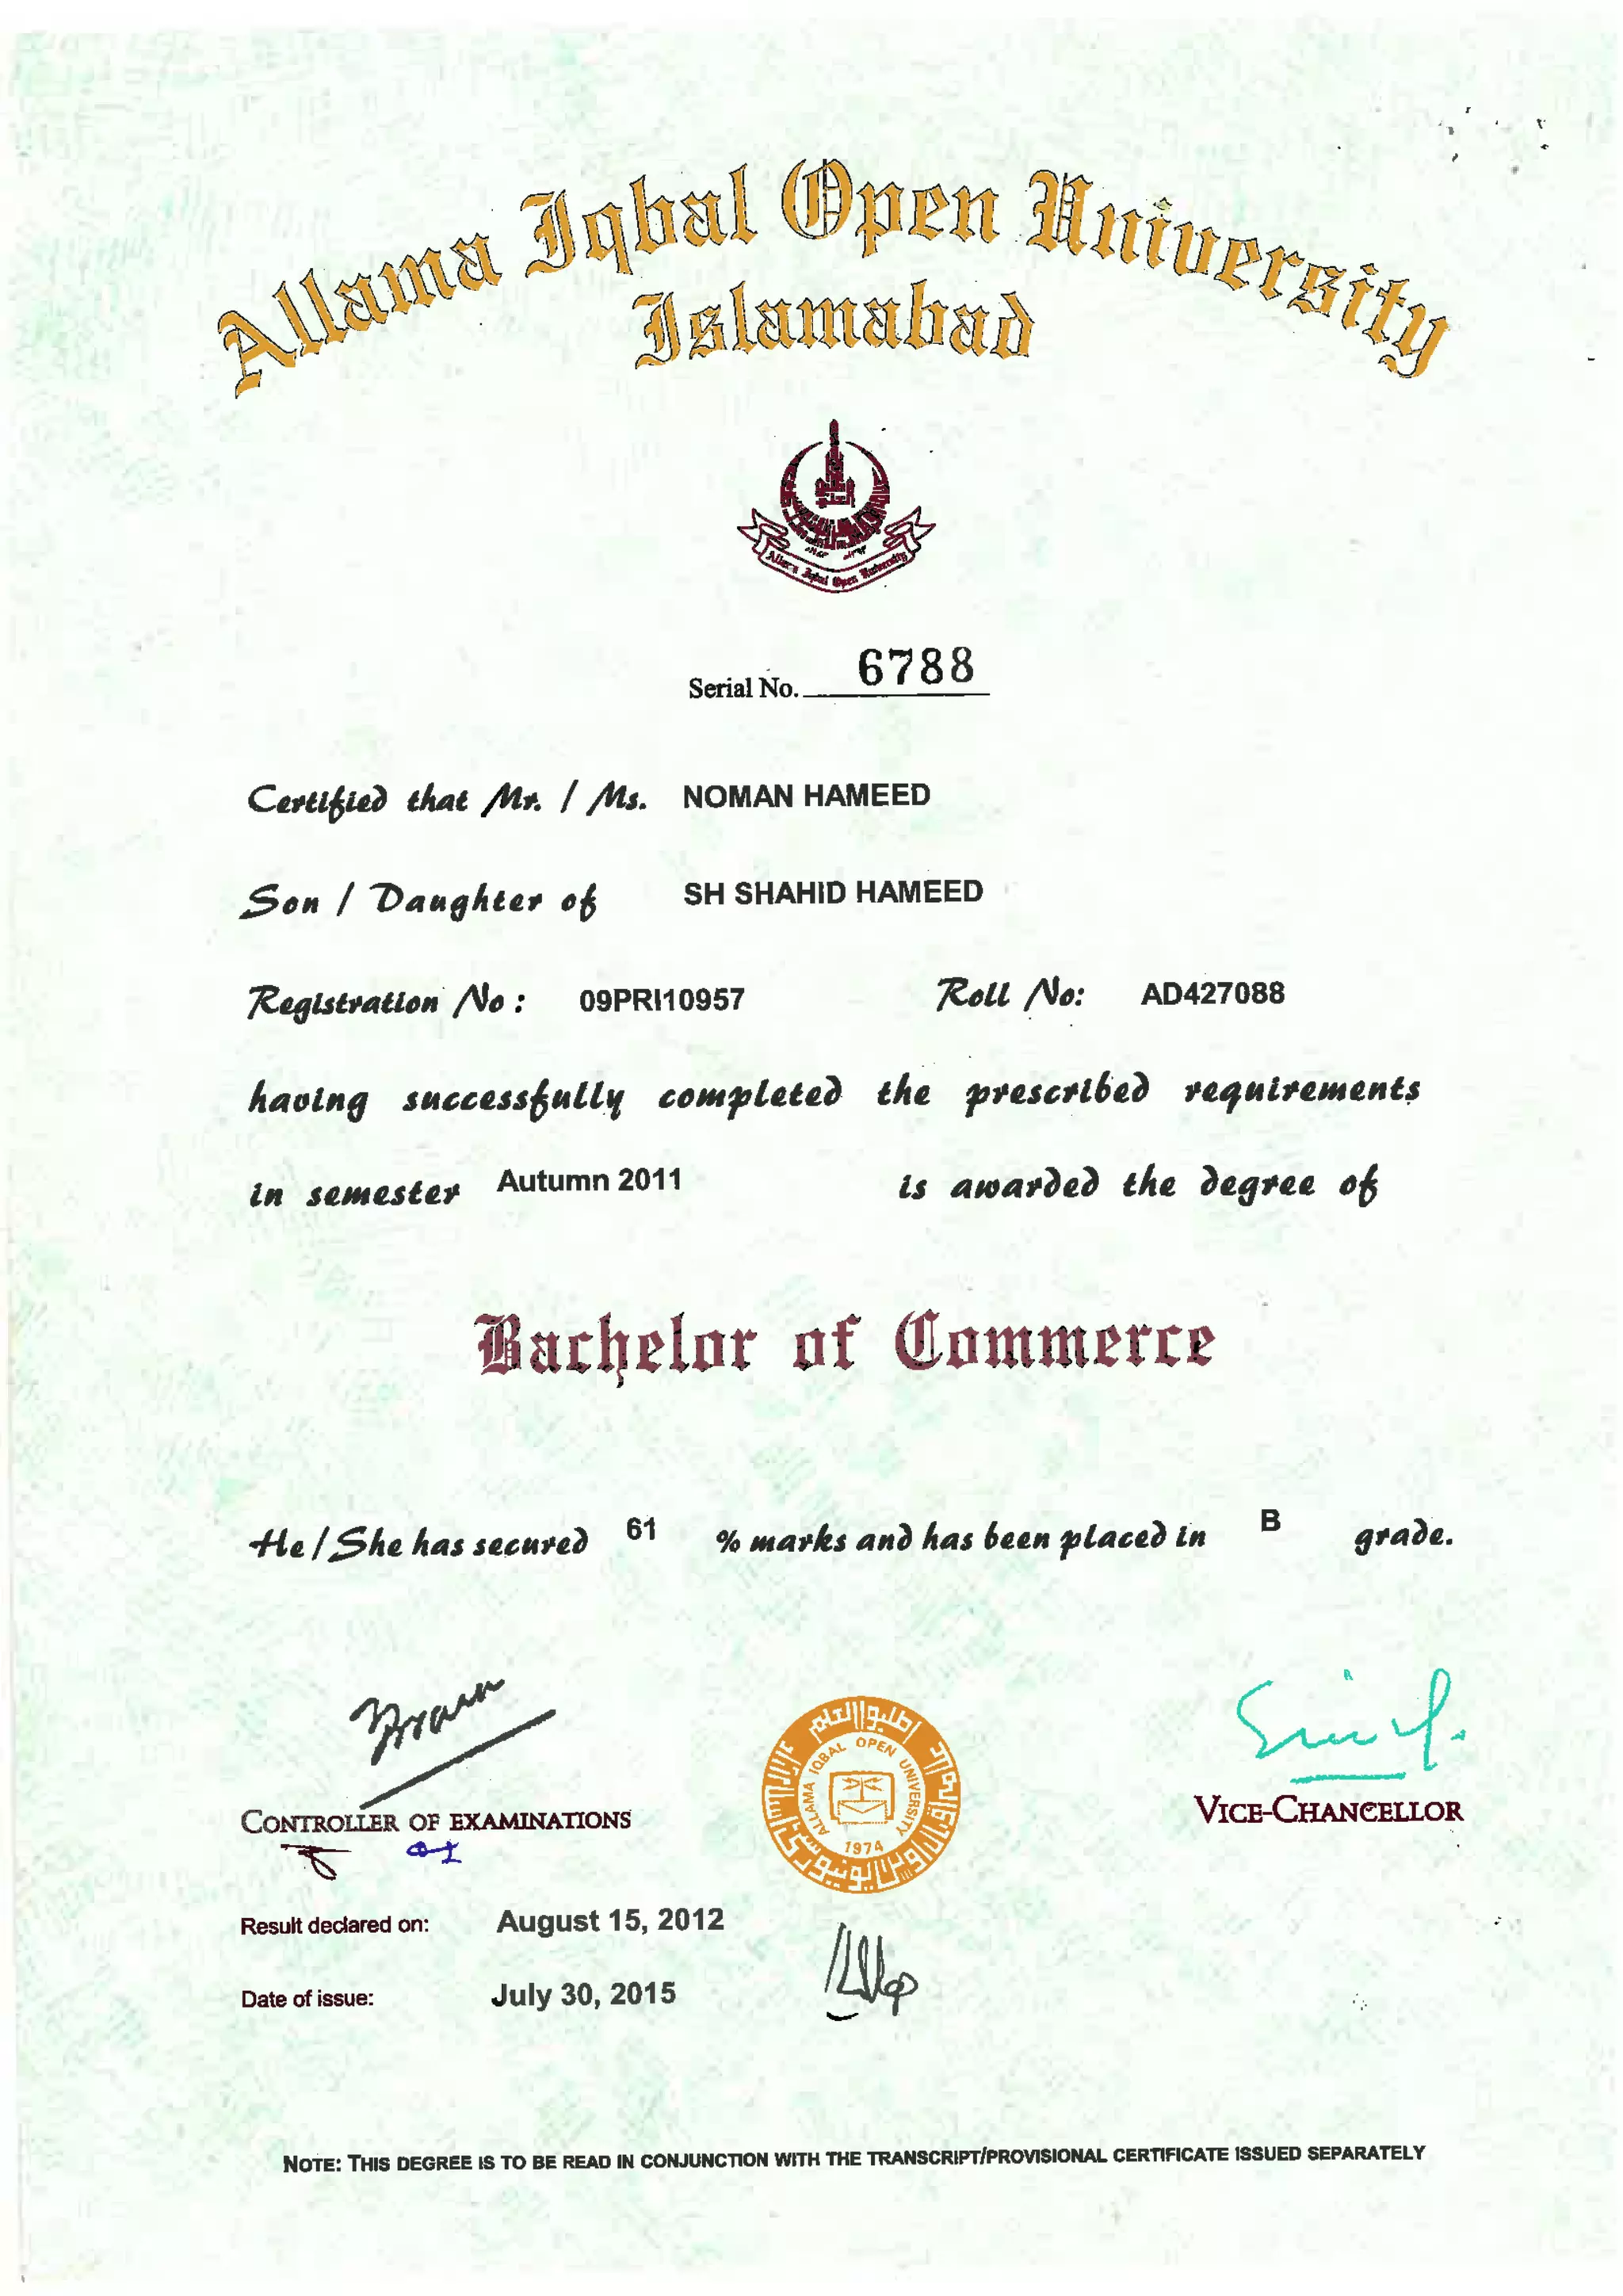 Allama Iqbal Open University
Islamabad
Allama Iqbal Open University
Serial No. 6788
Certified that Mr. / Ms. NOMAN HAMEED
Son / Daughter of SH SHAHID HAMEED
Registration No : 09PRI10957 Roll No: AD427088
having successfully completed the prescribed requirements
in semester Autumn 2011 is awarded the degree of
Bachelor of Commerce
He / She has secured 61 % marks and has been placed in B grade.
ALLAMA IQBAL OPEN UNIVERSITY
1974
CONTROLLER OF EXAMINATIONS
VICE-CHANCELLOR
Result declared on: August 15, 2012
Date of issue: July 30, 2015
NOTE: THIS DEGREE IS TO BE READ IN CONJUNCTION WITH THE TRANSCRIPT/PROVISIONAL CERTIFICATE ISSUED SEPARATELY